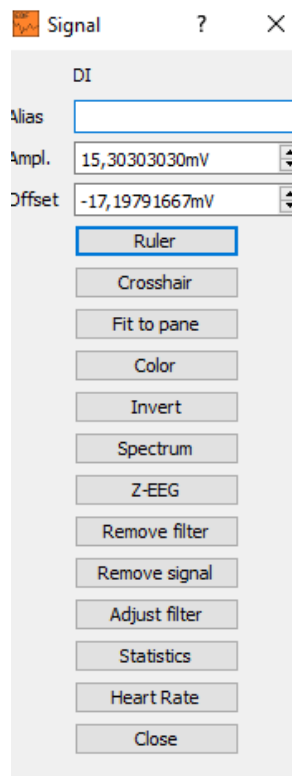 Signal ?
DI
Alias
Ampl. 15,30303030mV
Offset -17,19791667mV
Ruler
Crosshair
Fit to pane
Color
Invert
Spectrum
Z-EEG
Remove filter
Remove signal
Adjust filter
Statistics
Heart Rate
Close